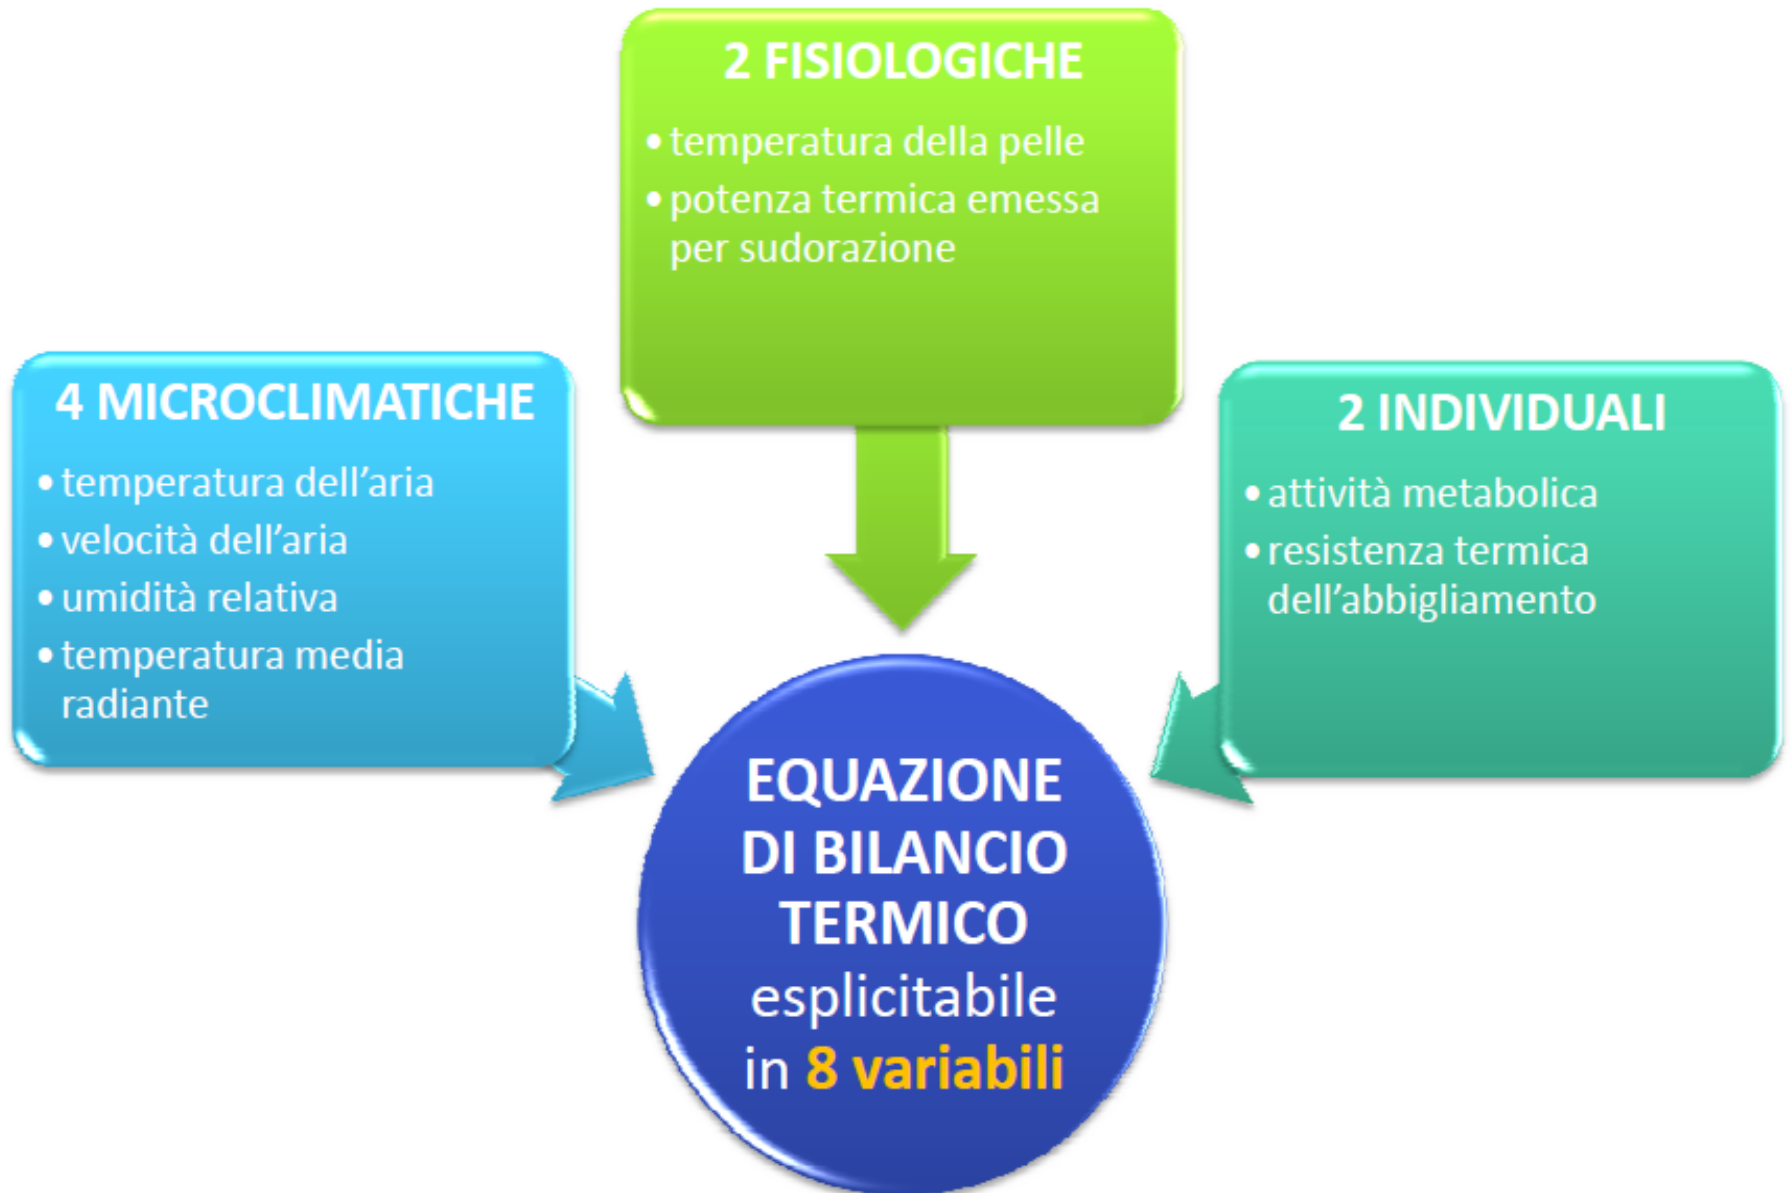 2 FISIOLOGICHE
• temperatura della pelle
• potenza termica emessa
per sudorazione
4 MICROCLIMATICHE
• temperatura dell’aria
• velocità dell’aria
• umidità relativa
• temperatura media
radiante
2 INDIVIDUALI
• attività metabolica
• resistenza termica
dell’abbigliamento
EQUAZIONE
DI BILANCIO
TERMICO
esplicitabile
in 8 variabili